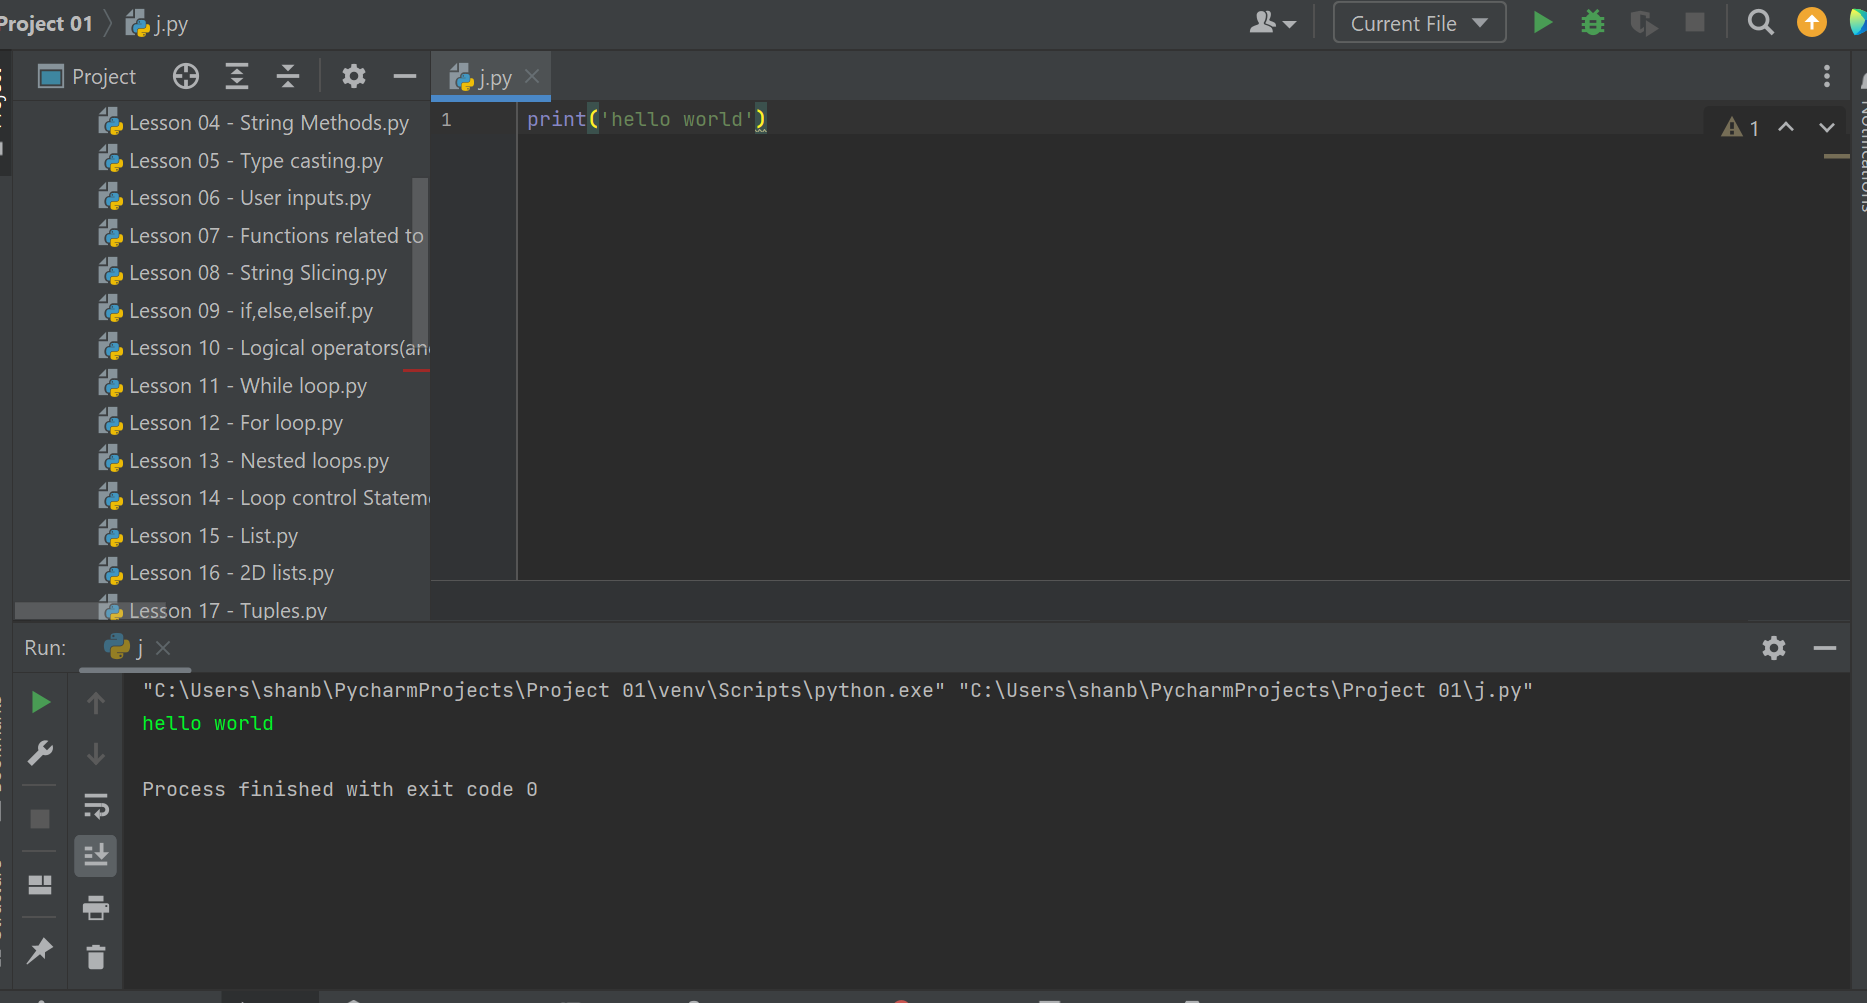 Project 01
j.py
Current File
Project
j.py
Lesson 04 - String Methods.py
Lesson 05 - Type casting.py
Lesson 06 - User inputs.py
Lesson 07 - Functions related to
Lesson 08 - String Slicing.py
Lesson 09 - if,else,elseif.py
Lesson 10 - Logical operators(an
Lesson 11 - While loop.py
Lesson 12 - For loop.py
Lesson 13 - Nested loops.py
Lesson 14 - Loop control Statem
Lesson 15 - List.py
Lesson 16 - 2D lists.py
Lesson 17 - Tuples.py
1 print('hello world')
1
Notifications
Run:
j
"C:\Users\shanb\PycharmProjects\Project 01\venv\Scripts\python.exe" "C:\Users\shanb\PycharmProjects\Project 01\j.py"
hello world
Process finished with exit code 0